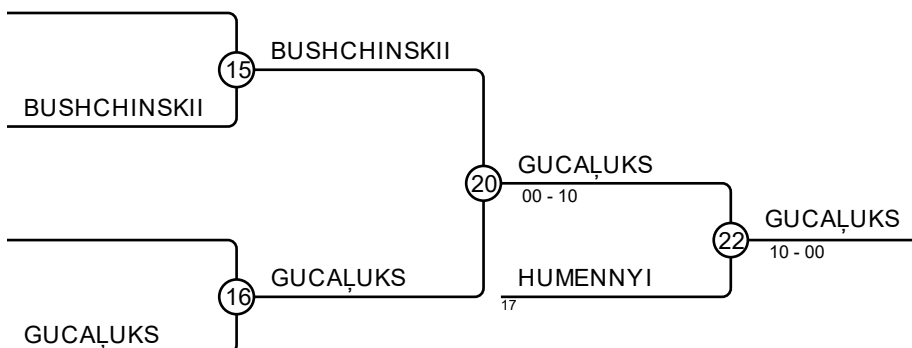 BUSHCHINSKII
15
BUSHCHINSKII
GUCAĻUKS
20
00 - 10
GUCAĻUKS
22
10 - 00
GUCAĻUKS
16
HUMENNYI
17
GUCAĻUKS